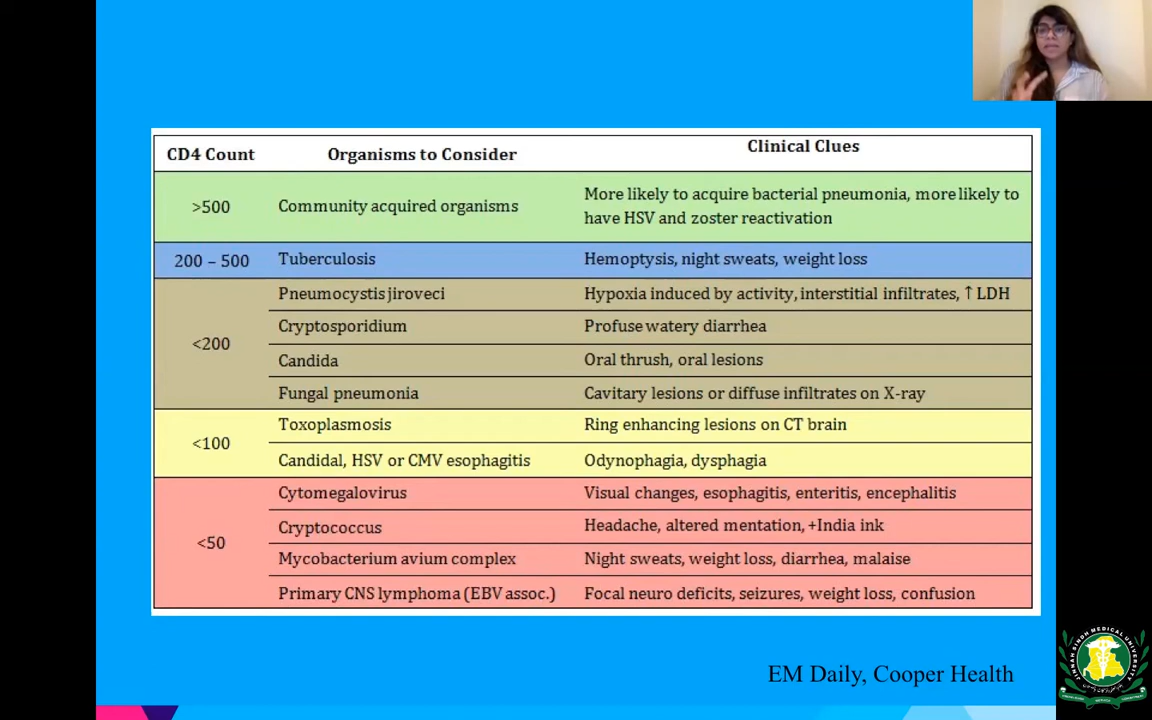 CD4 Count Organisms to Consider Clinical Clues
>500 Community acquired organisms More likely to acquire bacterial pneumonia, more likely to
have HSV and zoster reactivation
200 – 500 Tuberculosis Hemoptysis, night sweats, weight loss
<200
Pneumocystis jiroveci Hypoxia induced by activity, interstitial infiltrates, ↑ LDH
Cryptosporidium Profuse watery diarrhea
Candida Oral thrush, oral lesions
Fungal pneumonia Cavitary lesions or diffuse infiltrates on X-ray
<100
Toxoplasmosis Ring enhancing lesions on CT brain
Candidal, HSV or CMV esophagitis Odynophagia, dysphagia
<50
Cytomegalovirus Visual changes, esophagitis, enteritis, encephalitis
Cryptococcus Headache, altered mentation, +India ink
Mycobacterium avium complex Night sweats, weight loss, diarrhea, malaise
Primary CNS lymphoma (EBV assoc.) Focal neuro deficits, seizures, weight loss, confusion
EM Daily, Cooper Health
JINNAH SINDH MEDICAL UNIVERSITY